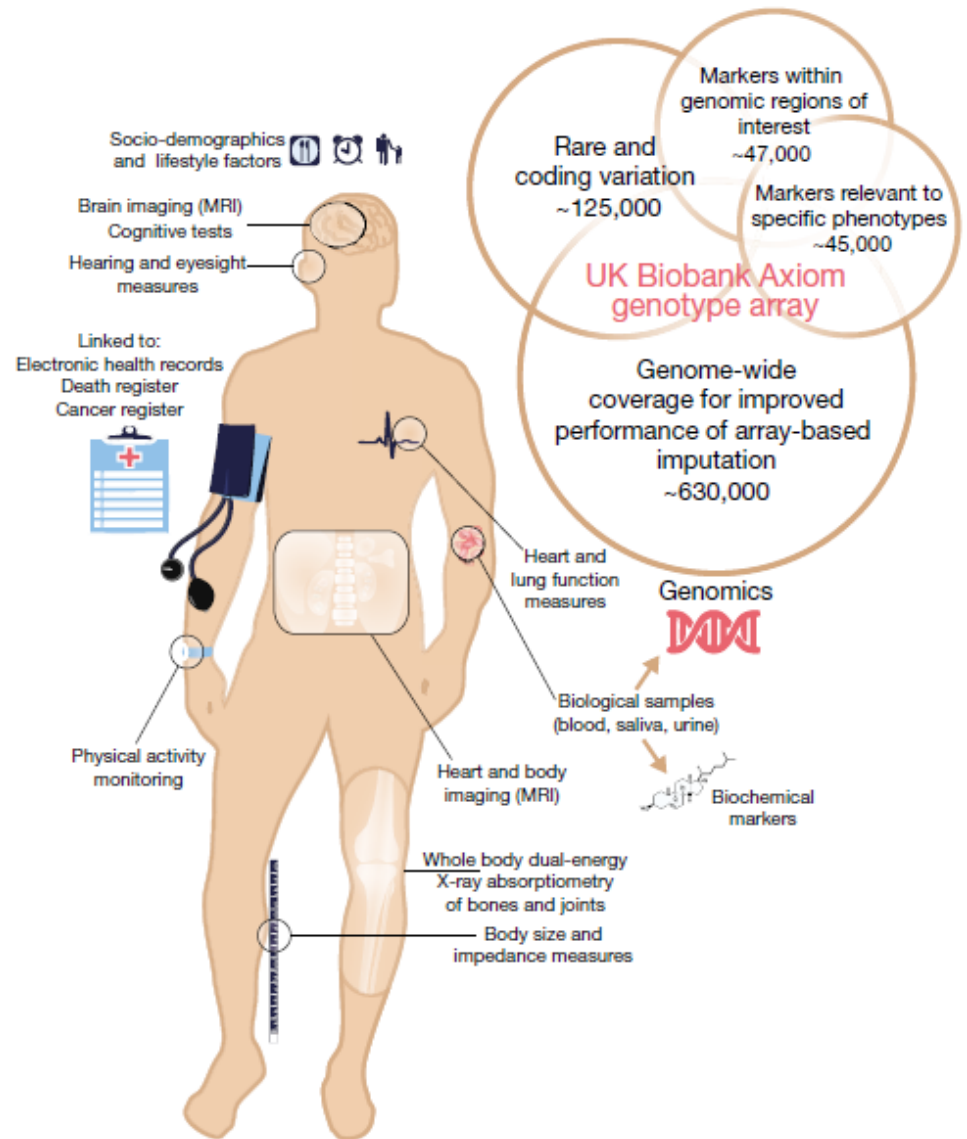 Socio-demographics
and lifestyle factors
Brain imaging (MRI)
Cognitive tests
Hearing and eyesight
measures
Linked to:
Electronic health records
Death register
Cancer register
Physical activity
monitoring
Rare and
coding variation
~125,000
Markers within
genomic regions of
interest
~47,000
Markers relevant to
specific phenotypes
~45,000
UK Biobank Axiom
genotype array
Genome-wide
coverage for improved
performance of array-based
imputation
~630,000
Heart and
lung function
measures
Genomics
Biological samples
(blood, saliva, urine)
Heart and body
imaging (MRI)
Biochemical
markers
Whole body dual-energy
X-ray absorptiometry
of bones and joints
Body size and
impedance measures